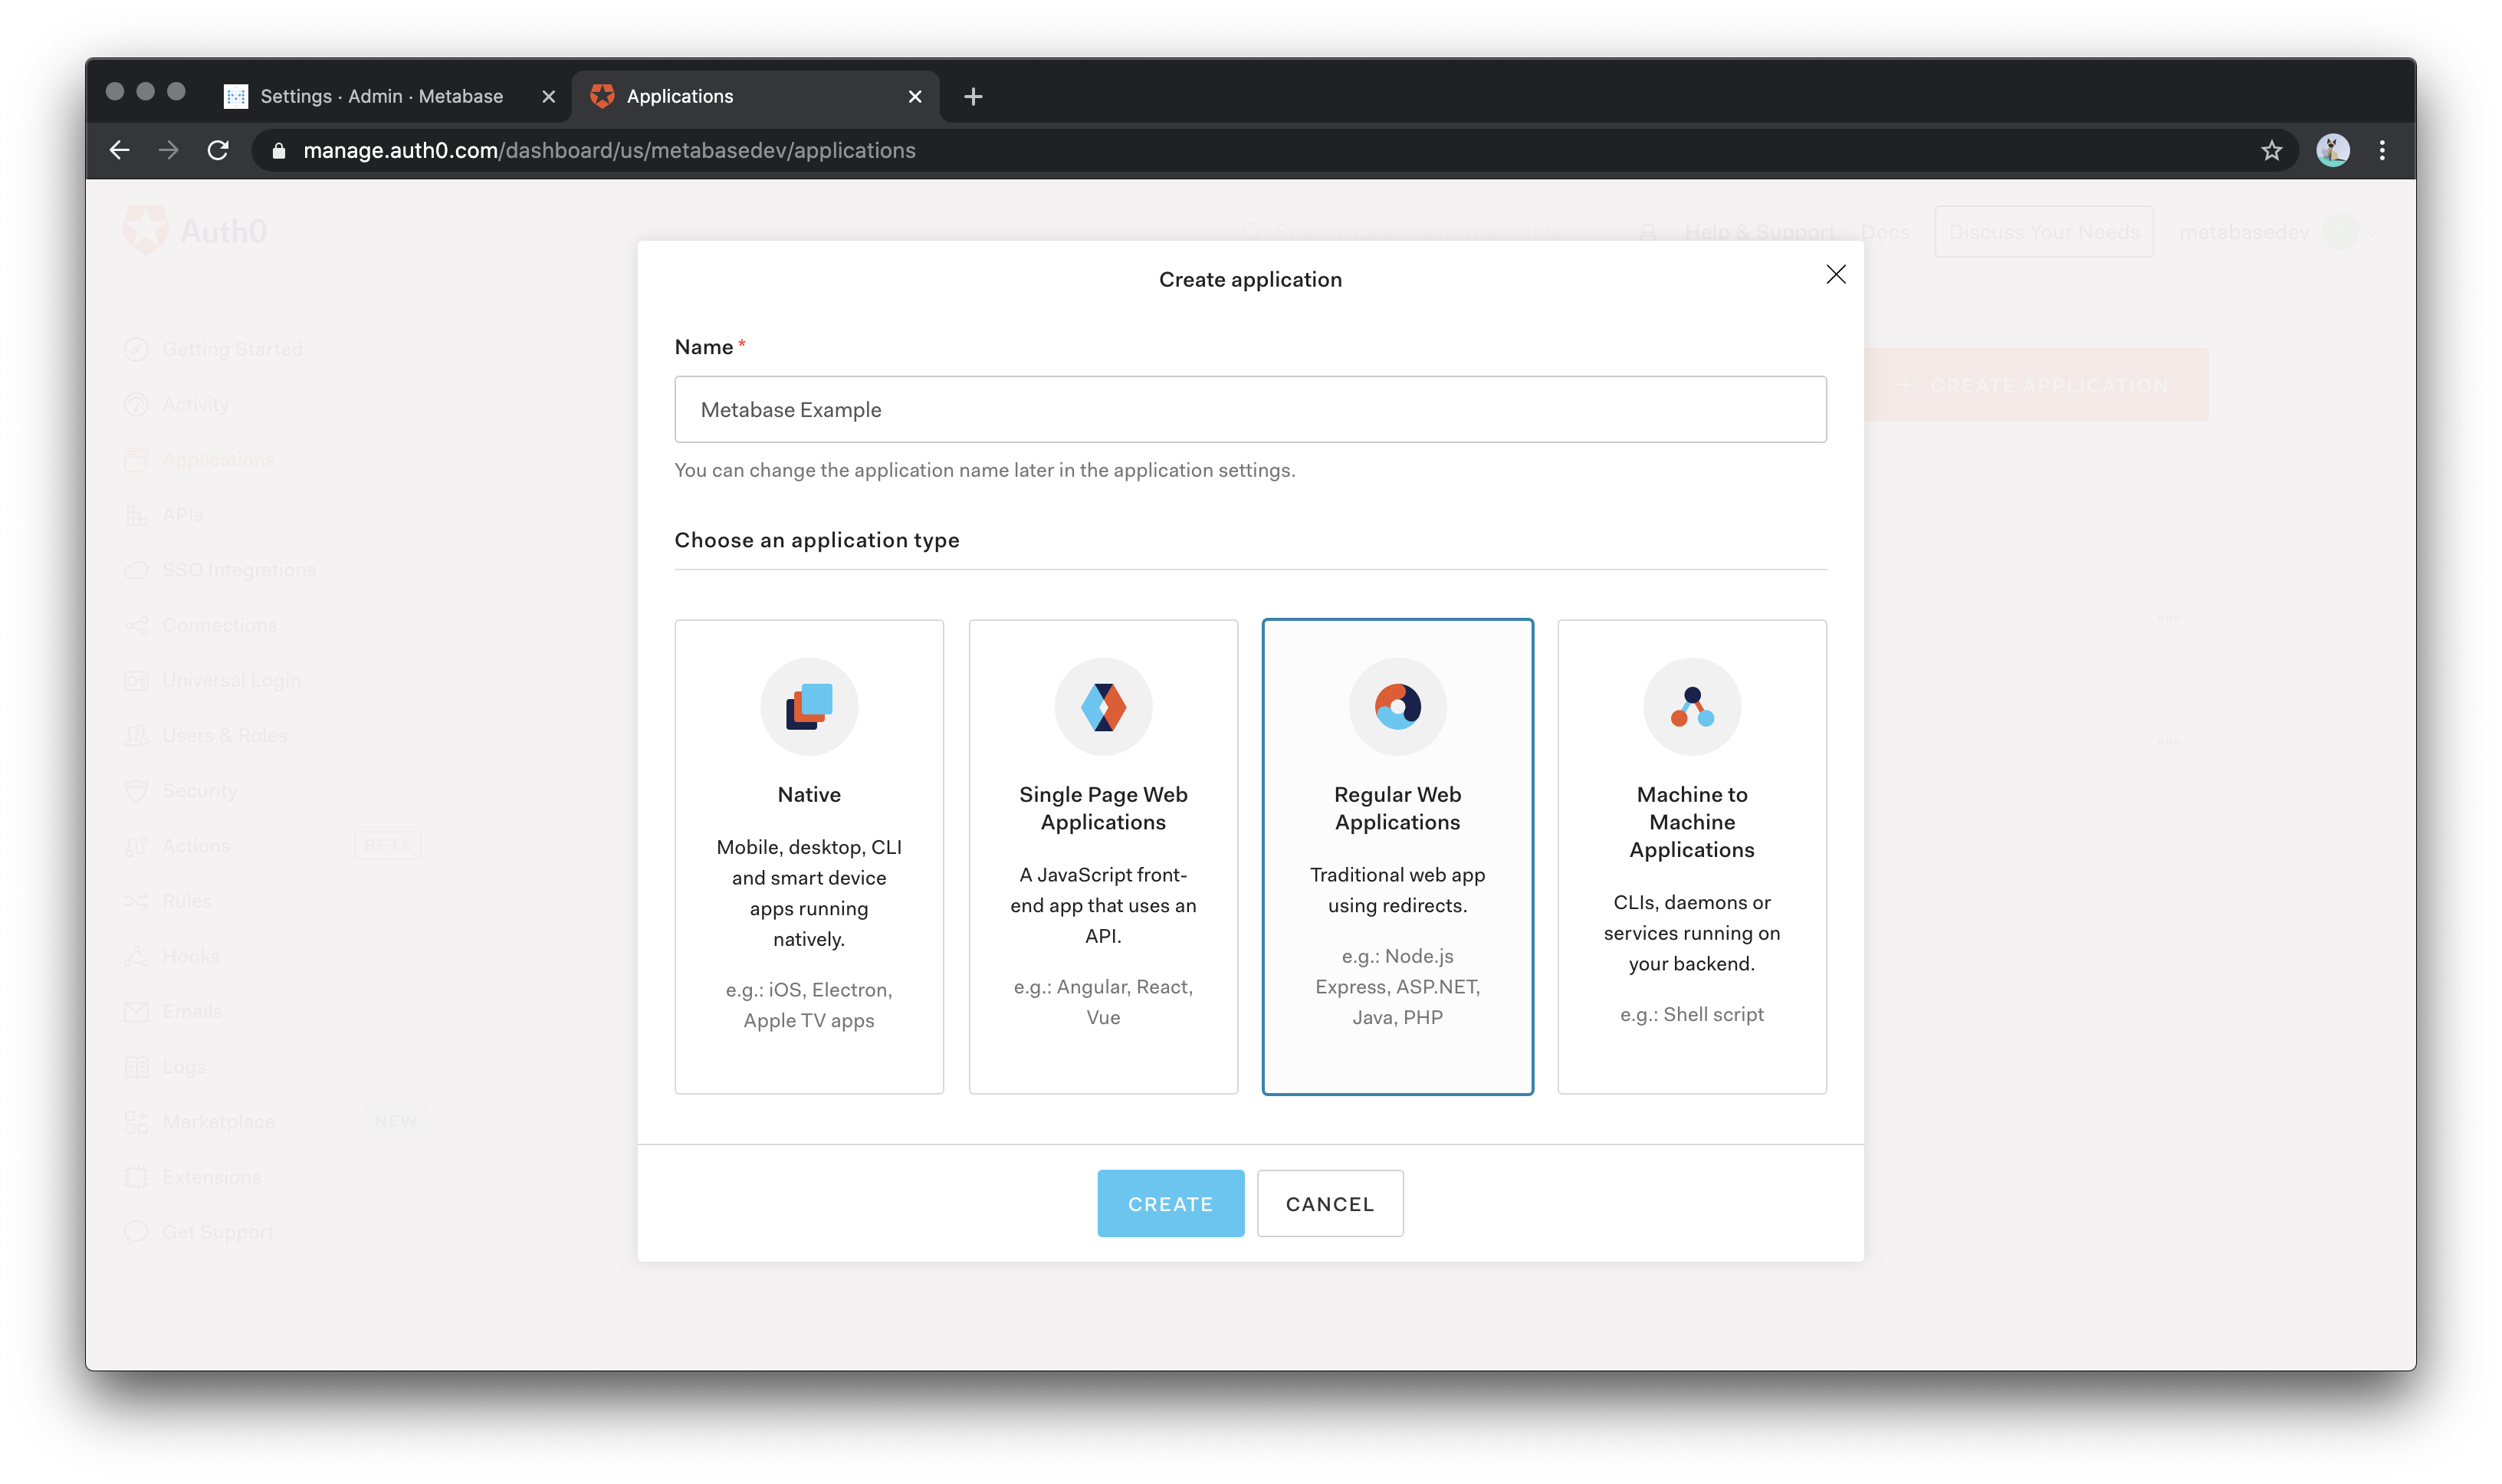 Settings · Admin · Metabase
Applications
manage.auth0.com/dashboard/us/metabasedev/applications
Auth0
Help & Support
Docs
Discuss Your Needs
metabasedev
Getting Started
Activity
Applications
APIs
SSO Integrations
Connections
Universal Login
Users & Roles
Security
Actions
BETA
Rules
Hooks
Emails
Logs
Marketplace
NEW
Extensions
Get Support
+ CREATE APPLICATION
Create application
Name *
Metabase Example
You can change the application name later in the application settings.
Choose an application type
Native
Mobile, desktop, CLI
and smart device
apps running
natively.
e.g.: iOS, Electron,
Apple TV apps
Single Page Web
Applications
A JavaScript front-
end app that uses an
API.
e.g.: Angular, React,
Vue
Regular Web
Applications
Traditional web app
using redirects.
e.g.: Node.js
Express, ASP.NET,
Java, PHP
Machine to
Machine
Applications
CLIs, daemons or
services running on
your backend.
e.g.: Shell script
CREATE
CANCEL